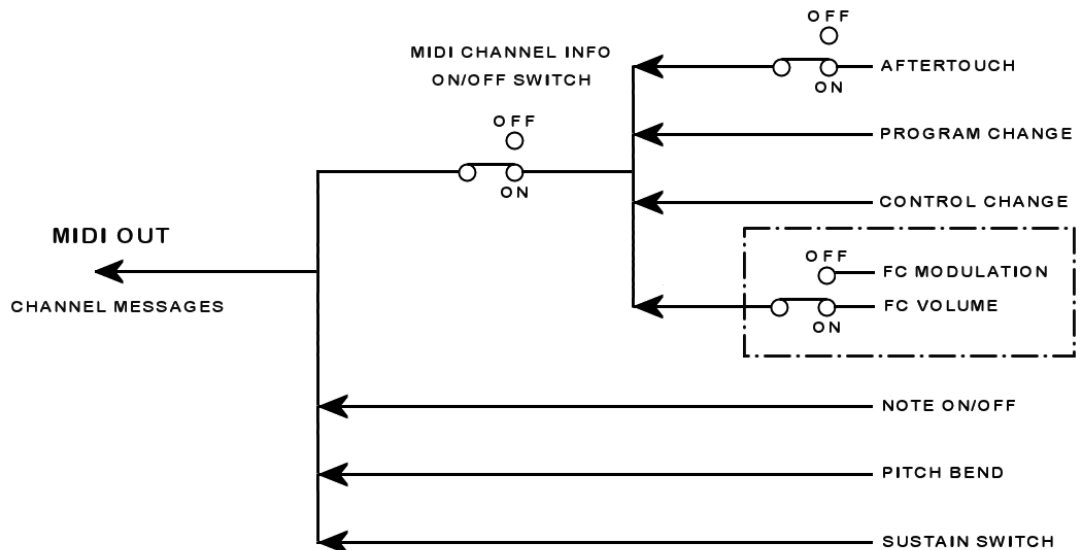 OFF
MIDI CHANNEL INFO
ON/OFF SWITCH
AFTERTOUCH
ON
OFF
PROGRAM CHANGE
ON
CONTROL CHANGE
MIDI OUT
OFF
FC MODULATION
CHANNEL MESSAGES
FC VOLUME
ON
NOTE ON/OFF
PITCH BEND
SUSTAIN SWITCH